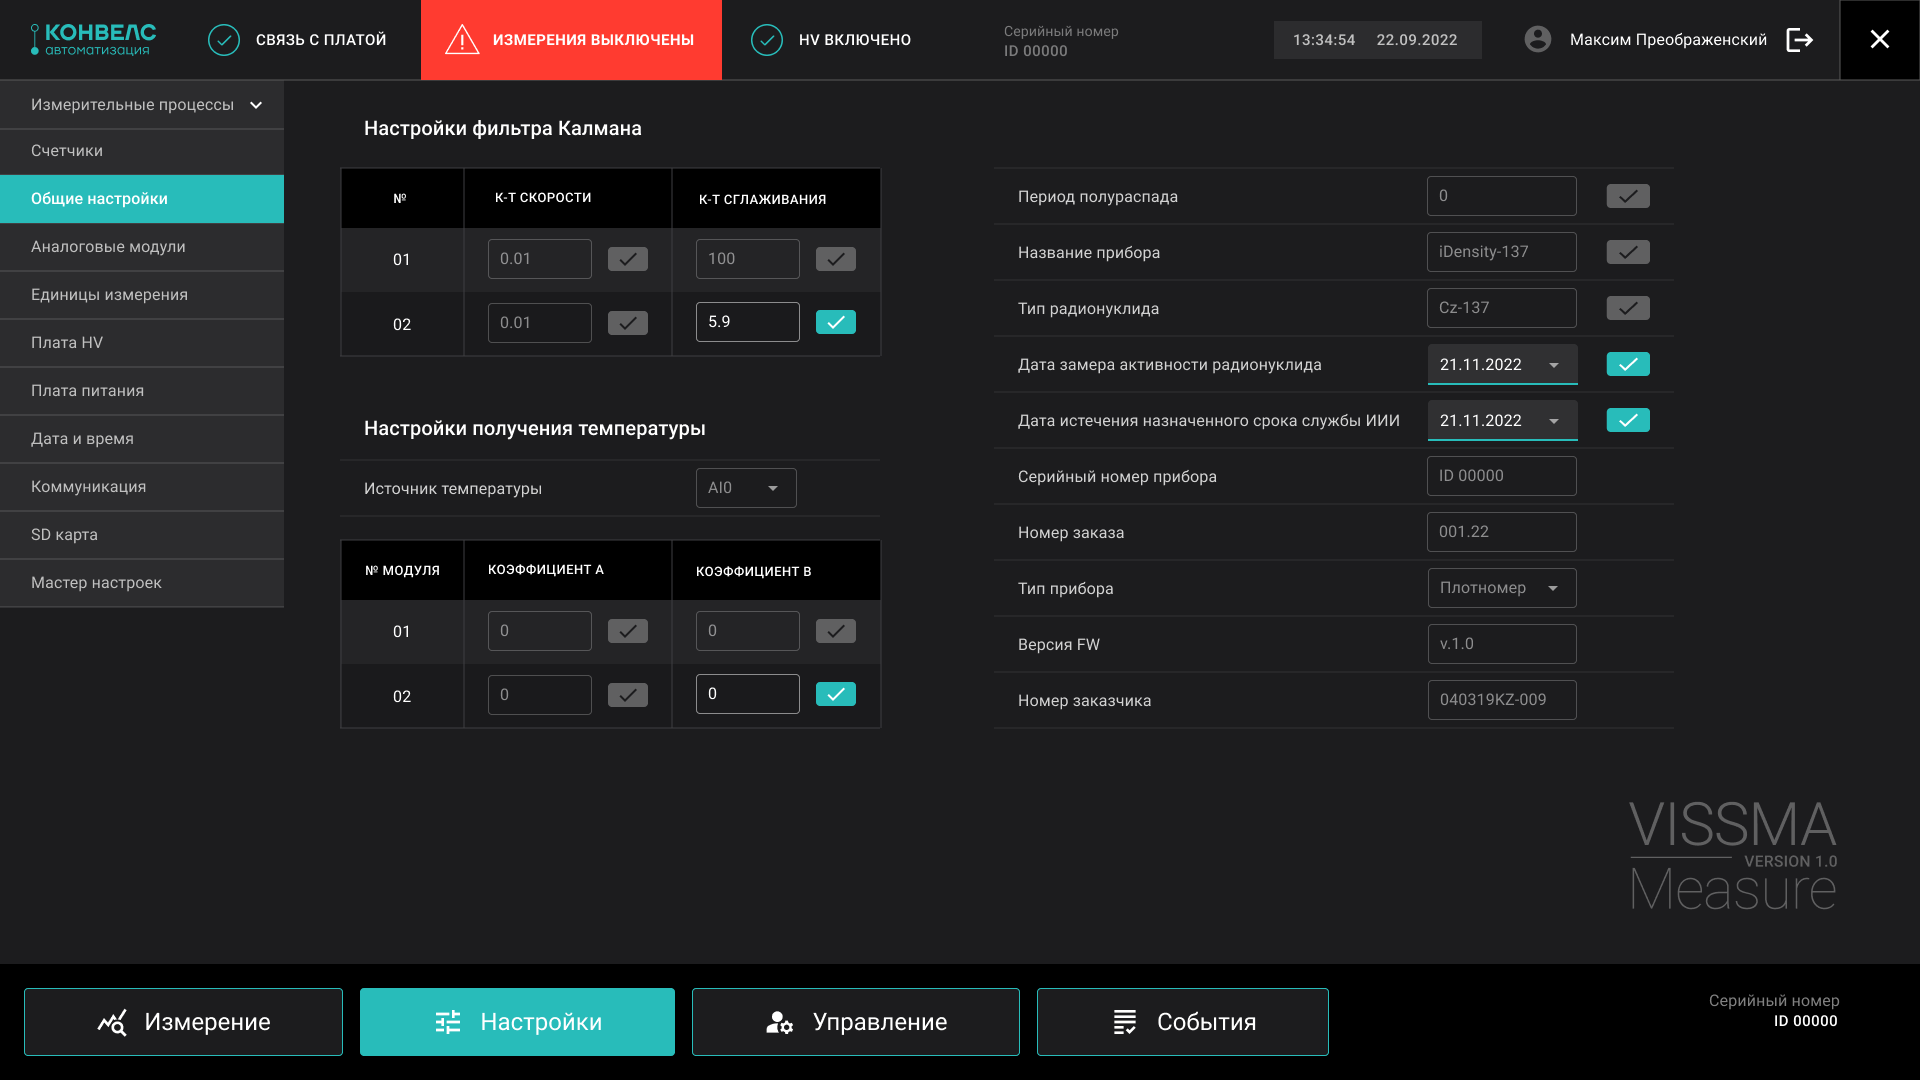 КОНВЕЛС
автоматизация
СВЯЗЬ С ПЛАТОЙ
ИЗМЕРЕНИЯ ВЫКЛЮЧЕНЫ
HV ВКЛЮЧЕНО
Серийный номер
ID 00000
13:34:54 22.09.2022
Максим Преображенский
Измерительные процессы
Счетчики
Общие настройки
Аналоговые модули
Единицы измерения
Плата HV
Плата питания
Дата и время
Коммуникация
SD карта
Мастер настроек
Настройки фильтра Калмана
№ К-Т СКОРОСТИ К-Т СГЛАЖИВАНИЯ
01 0.01 100
02 0.01 5.9
Настройки получения температуры
Источник температуры AI0
№ МОДУЛЯ КОЭФФИЦИЕНТ А КОЭФФИЦИЕНТ В
01 0 0
02 0 0
Период полураспада 0
Название прибора iDensity-137
Тип радионуклида Cz-137
Дата замера активности радионуклида 21.11.2022
Дата истечения назначенного срока службы ИИИ 21.11.2022
Серийный номер прибора ID 00000
Номер заказа 001.22
Тип прибора Плотномер
Версия FW v.1.0
Номер заказчика 040319KZ-009
VISSMA
VERSION 1.0
Measure
Измерение
Настройки
Управление
События
Серийный номер
ID 00000